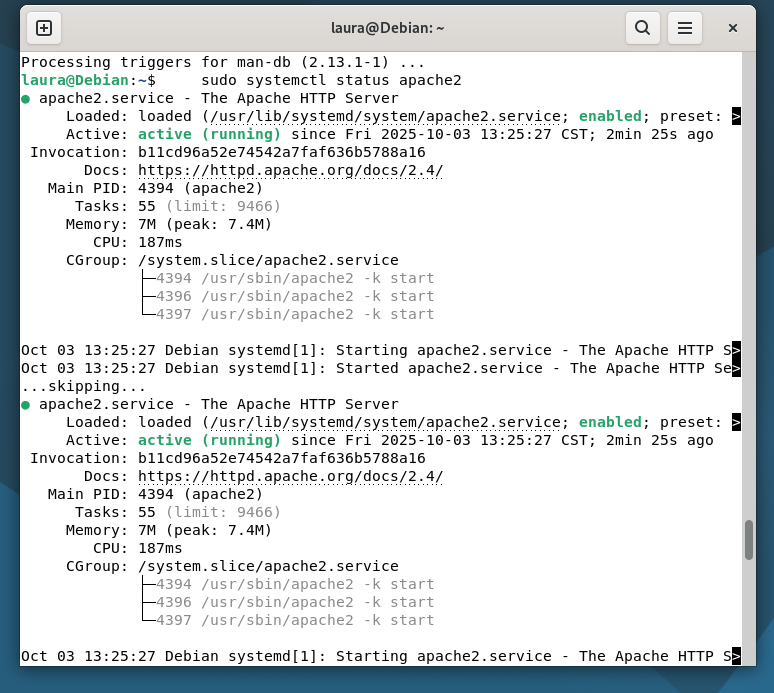 laura@Debian: ~
Processing triggers for man-db (2.13.1-1) ...
laura@Debian:~$     sudo systemctl status apache2
● apache2.service - The Apache HTTP Server
     Loaded: loaded (/usr/lib/systemd/system/apache2.service; enabled; preset: >
     Active: active (running) since Fri 2025-10-03 13:25:27 CST; 2min 25s ago
 Invocation: b11cd96a52e74542a7faf636b5788a16
       Docs: https://httpd.apache.org/docs/2.4/
   Main PID: 4394 (apache2)
      Tasks: 55 (limit: 9466)
     Memory: 7M (peak: 7.4M)
        CPU: 187ms
     CGroup: /system.slice/apache2.service
             ├─4394 /usr/sbin/apache2 -k start
             ├─4396 /usr/sbin/apache2 -k start
             └─4397 /usr/sbin/apache2 -k start
Oct 03 13:25:27 Debian systemd[1]: Starting apache2.service - The Apache HTTP S>
Oct 03 13:25:27 Debian systemd[1]: Started apache2.service - The Apache HTTP Se>
...skipping...
● apache2.service - The Apache HTTP Server
     Loaded: loaded (/usr/lib/systemd/system/apache2.service; enabled; preset: >
     Active: active (running) since Fri 2025-10-03 13:25:27 CST; 2min 25s ago
 Invocation: b11cd96a52e74542a7faf636b5788a16
       Docs: https://httpd.apache.org/docs/2.4/
   Main PID: 4394 (apache2)
      Tasks: 55 (limit: 9466)
     Memory: 7M (peak: 7.4M)
        CPU: 187ms
     CGroup: /system.slice/apache2.service
             ├─4394 /usr/sbin/apache2 -k start
             ├─4396 /usr/sbin/apache2 -k start
             └─4397 /usr/sbin/apache2 -k start
Oct 03 13:25:27 Debian systemd[1]: Starting apache2.service - The Apache HTTP S>